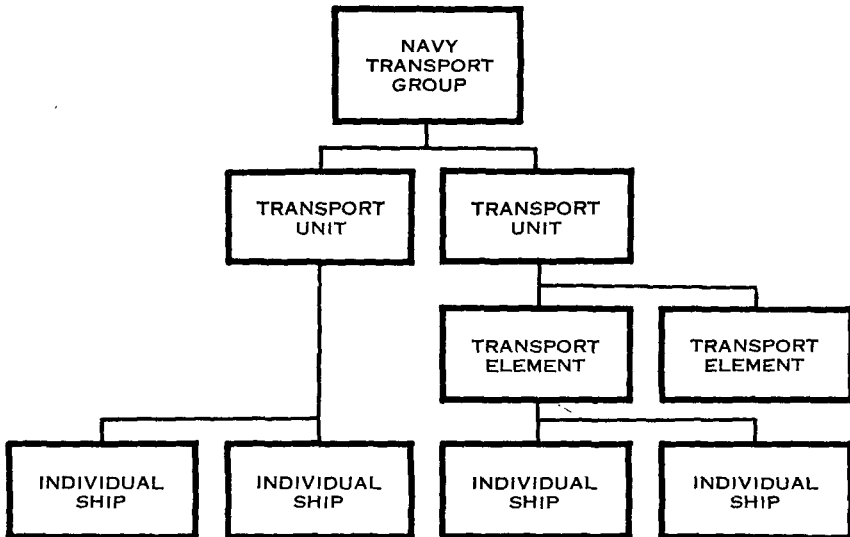 NAVY
TRANSPORT
GROUP
TRANSPORT
UNIT
TRANSPORT
UNIT
TRANSPORT
ELEMENT
TRANSPORT
ELEMENT
INDIVIDUAL
SHIP
INDIVIDUAL
SHIP
INDIVIDUAL
SHIP
INDIVIDUAL
SHIP